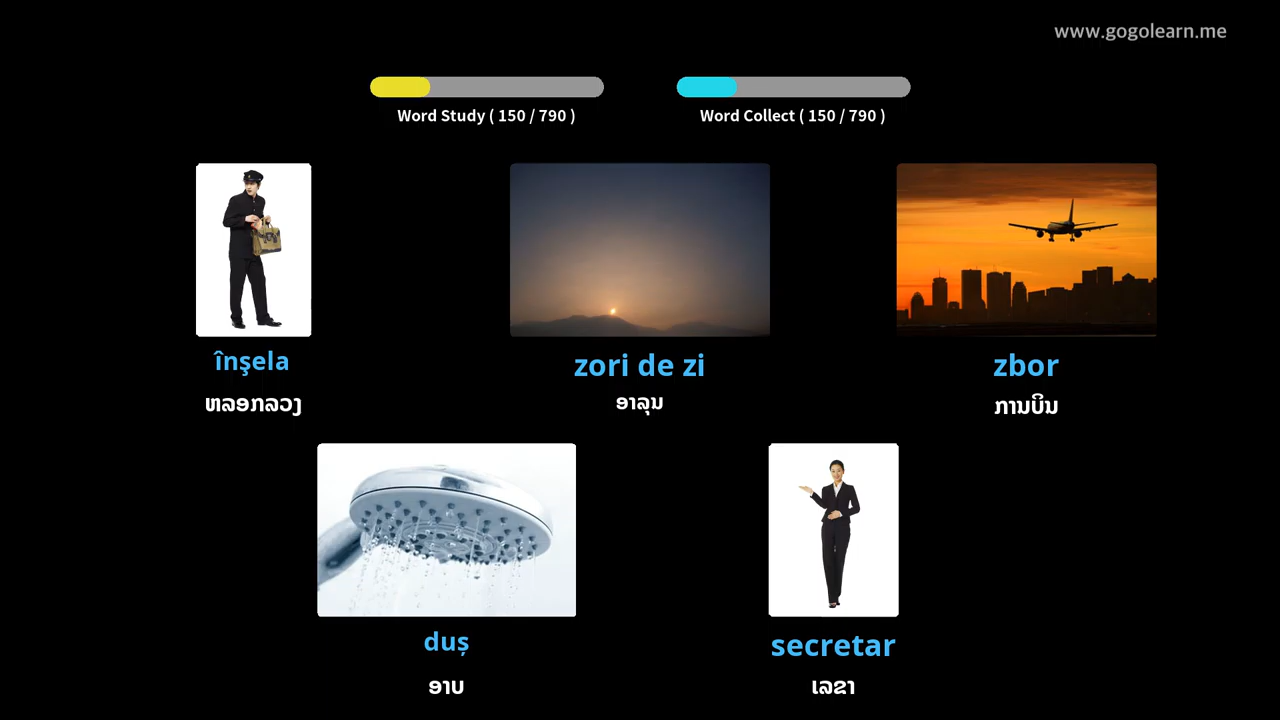 www.gogolearn.me
Word Study ( 150 / 790 )
Word Collect ( 150 / 790 )
înşela
ຫລອກລວງ
zori de zi
ອາລຸນ
zbor
ການບິນ
duș
ອາບ
secretar
ເລຂາ